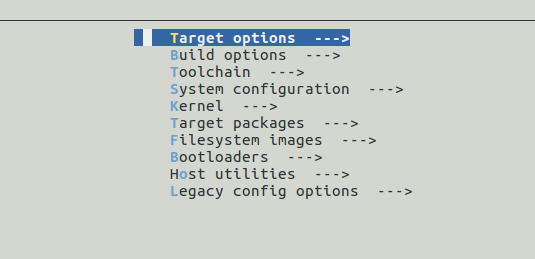 Target options  --->
Build options  --->
Toolchain  --->
System configuration  --->
Kernel  --->
Target packages  --->
Filesystem images  --->
Bootloaders  --->
Host utilities  --->
Legacy config options  --->